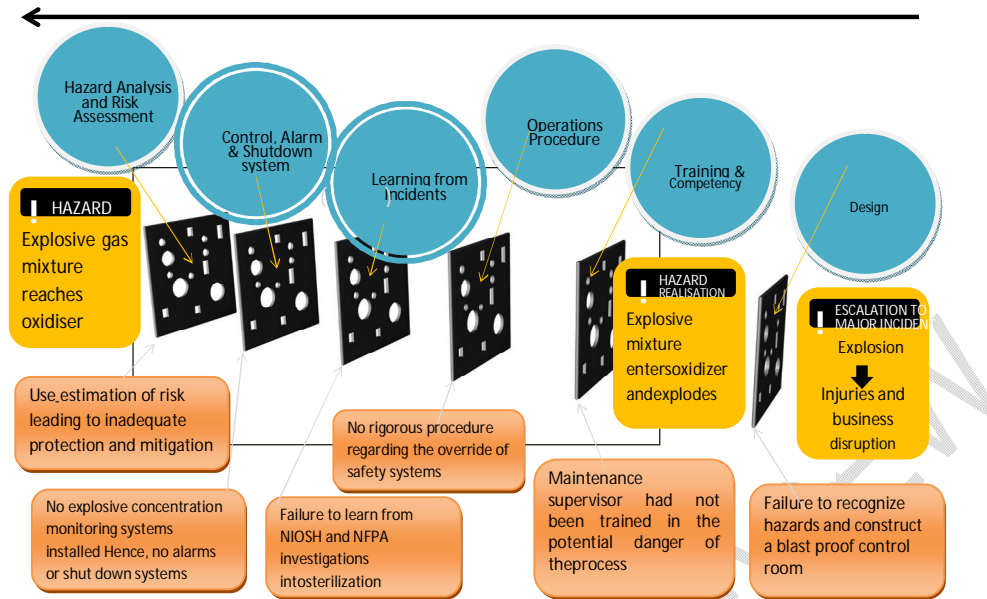 Hazard Analysis
and Risk
Assessment
Control, Alarm
& Shutdown
system
Learning from
Incidents
Operations
Procedure
Training &
Competency
Design
! HAZARD
Explosive gas
mixture
reaches
oxidiser
! HAZARD
REALISATION
Explosive
mixture
entersoxidizer
andexplodes
! ESCALATION TO
MAJOR INCIDENT
Explosion
Injuries and
business
disruption
Use estimation of risk
leading to inadequate
protection and mitigation
No explosive concentration
monitoring systems
installed Hence, no alarms
or shut down systems
Failure to learn from
NIOSH and NFPA
investigations
intosterilization
No rigorous procedure
regarding the override of
safety systems
Maintenance
supervisor had not
been trained in the
potential danger of
theprocess
Failure to recognize
hazards and construct
a blast proof control
room